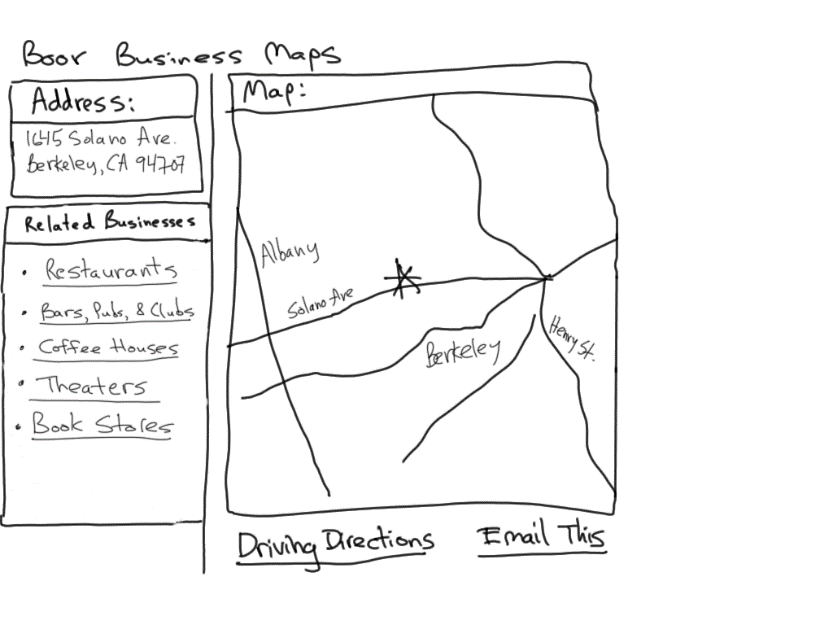 Boor Business Maps
Address:
1645 Solano Ave.
Berkeley, CA 94707
Related Businesses
• Restaurants
• Bars, Pubs, & Clubs
• Coffee Houses
• Theaters
• Book Stores
Map:
Albany
Solano Ave
Berkeley
Henry St.
Driving Directions
Email This